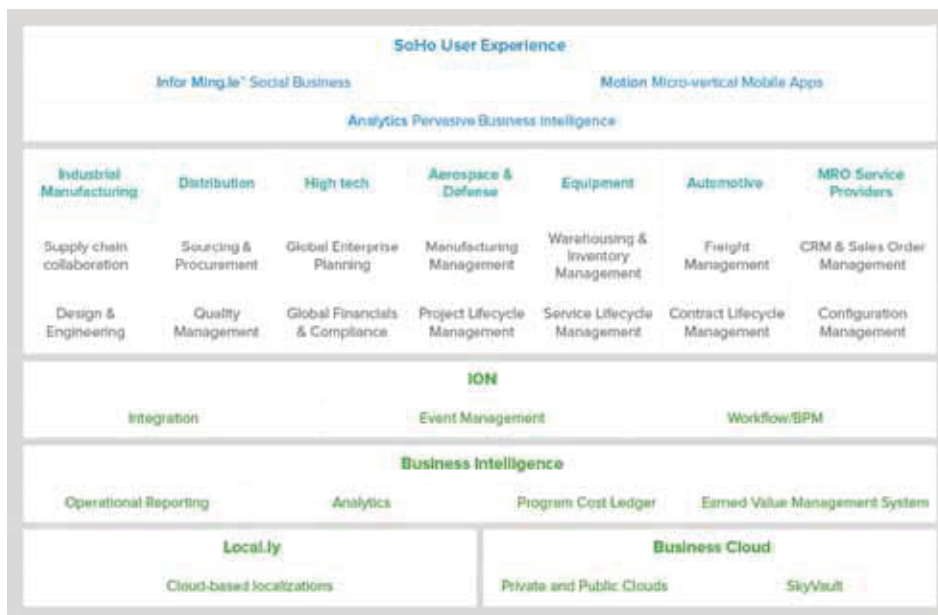 SoHo User Experience
Infor Ming.le™ Social Business Motion Micro-vertical Mobile Apps
Analytics Pervasive Business Intelligence
Industrial Manufacturing
Distribution
High tech
Aerospace & Defense
Equipment
Automotive
MRO Service Providers
Supply chain collaboration
Sourcing & Procurement
Global Enterprise Planning
Manufacturing Management
Warehousing & Inventory Management
Freight Management
CRM & Sales Order Management
Design & Engineering
Quality Management
Global Financials & Compliance
Project Lifecycle Management
Service Lifecycle Management
Contract Lifecycle Management
Configuration Management
ION
Integration Event Management Workflow/BPM
Business Intelligence
Operational Reporting Analytics Program Cost Ledger Earned Value Management System
Local.ly
Cloud-based localizations
Business Cloud
Private and Public Clouds SkyVault